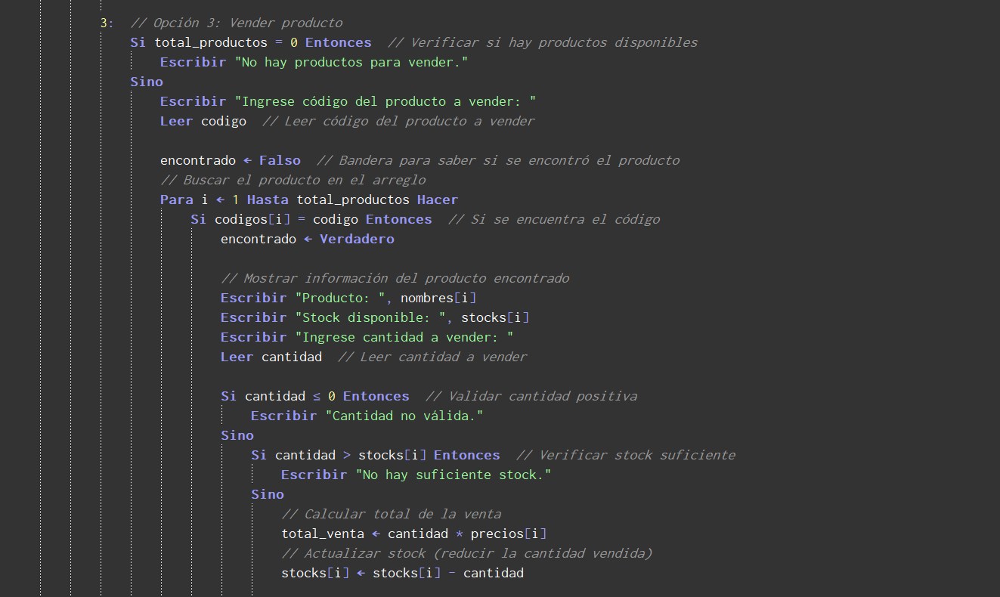 3:  // Opción 3: Vender producto
Si total_productos = 0 Entonces  // Verificar si hay productos disponibles
Escribir "No hay productos para vender."
Sino
Escribir "Ingrese código del producto a vender: "
Leer codigo  // Leer código del producto a vender
encontrado ← Falso  // Bandera para saber si se encontró el producto
// Buscar el producto en el arreglo
Para i ← 1 Hasta total_productos Hacer
Si codigos[i] = codigo Entonces  // Si se encuentra el código
encontrado ← Verdadero
// Mostrar información del producto encontrado
Escribir "Producto: ", nombres[i]
Escribir "Stock disponible: ", stocks[i]
Escribir "Ingrese cantidad a vender: "
Leer cantidad  // Leer cantidad a vender
Si cantidad ≤ 0 Entonces  // Validar cantidad positiva
Escribir "Cantidad no válida."
Sino
Si cantidad > stocks[i] Entonces  // Verificar stock suficiente
Escribir "No hay suficiente stock."
Sino
// Calcular total de la venta
total_venta ← cantidad * precios[i]
// Actualizar stock (reducir la cantidad vendida)
stocks[i] ← stocks[i] - cantidad